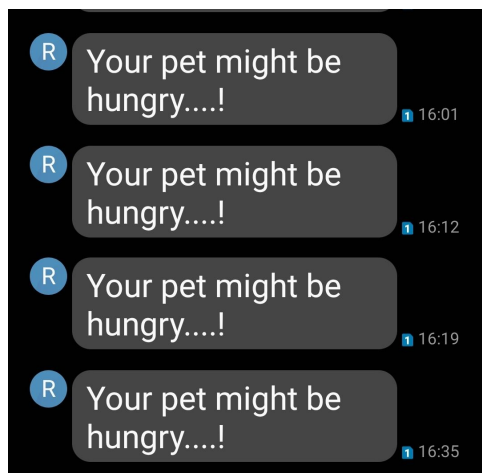 R
Your pet might be
hungry....!
1 16:01
R
Your pet might be
hungry....!
1 16:12
R
Your pet might be
hungry....!
1 16:19
R
Your pet might be
hungry....!
1 16:35